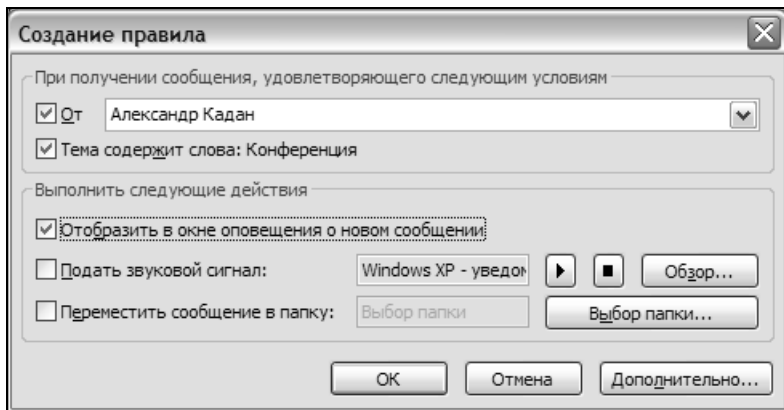 Создание правила
При получении сообщения, удовлетворяющего следующим условиям
От Александр Кадан
Тема содержит слова: Конференция
Выполнить следующие действия
Отобразить в окне оповещения о новом сообщении
Подать звуковой сигнал: Windows XP - уведом Обзор...
Переместить сообщение в папку: Выбор папки Выбор папки...
ОК Отмена Дополнительно...